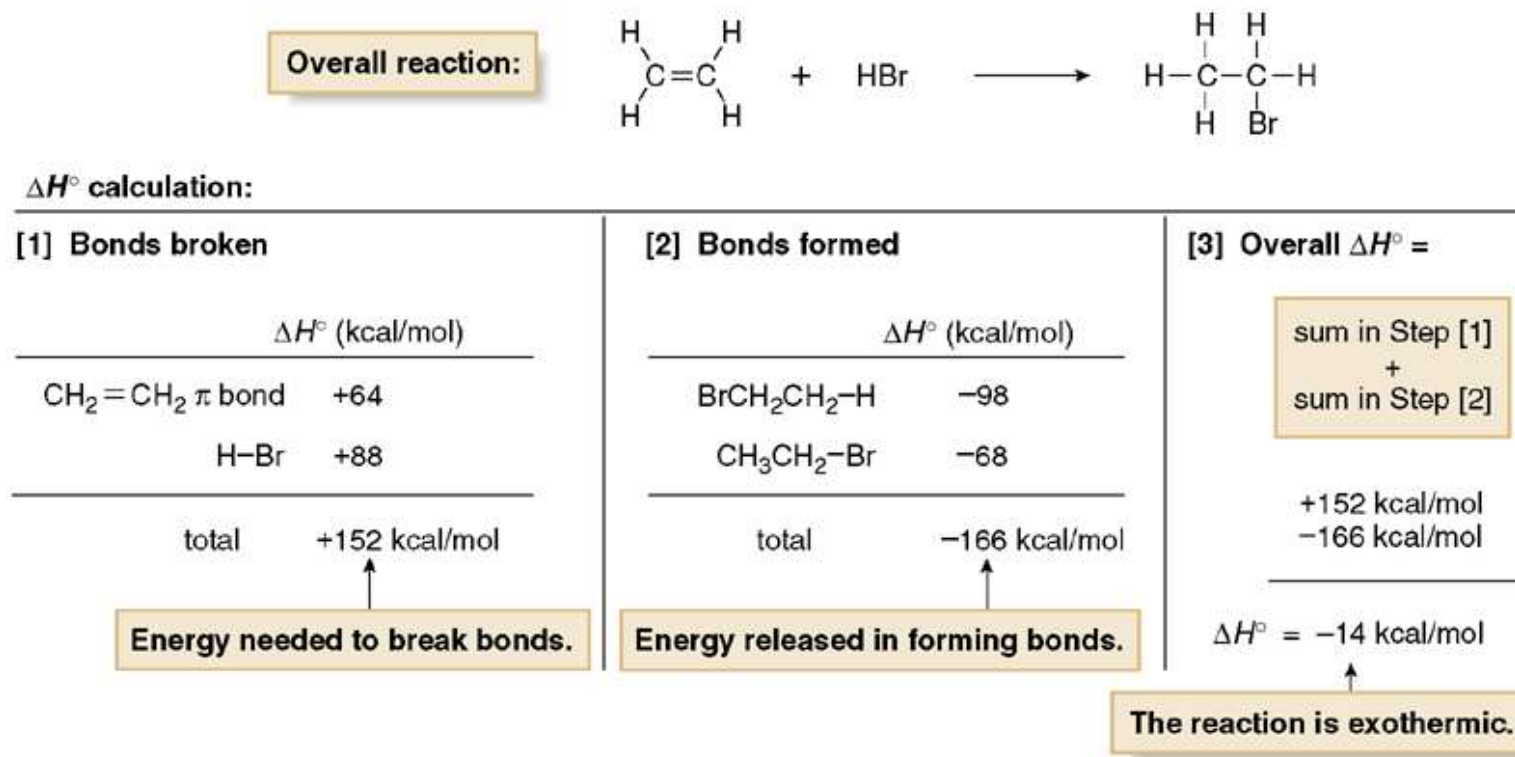 Overall reaction:
H H H H
C=C + HBr H–C–C–H
H H H Br
ΔH° calculation:
[1] Bonds broken
ΔH° (kcal/mol)
CH₂=CH₂ π bond +64
H–Br +88
total +152 kcal/mol
Energy needed to break bonds.
[2] Bonds formed
ΔH° (kcal/mol)
BrCH₂CH₂–H −98
CH₃CH₂–Br −68
total −166 kcal/mol
Energy released in forming bonds.
[3] Overall ΔH° =
sum in Step [1]
+
sum in Step [2]
+152 kcal/mol
−166 kcal/mol
ΔH° = −14 kcal/mol
The reaction is exothermic.